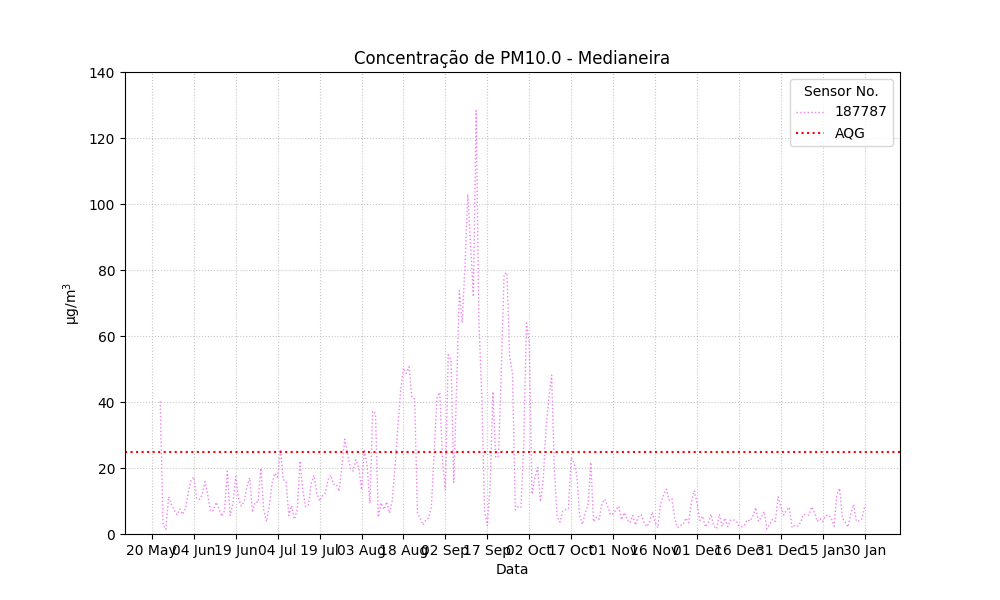 Concentração de PM10.0 - Medianeira
Sensor No.
187787
AQG
140
120
100
80
60
40
20
0
µg/m³
20 May 04 Jun 19 Jun 04 Jul 19 Jul 03 Aug 18 Aug 02 Sep 17 Sep 02 Oct 17 Oct 01 Nov 16 Nov 01 Dec 16 Dec 31 Dec 15 Jan 30 Jan
Data